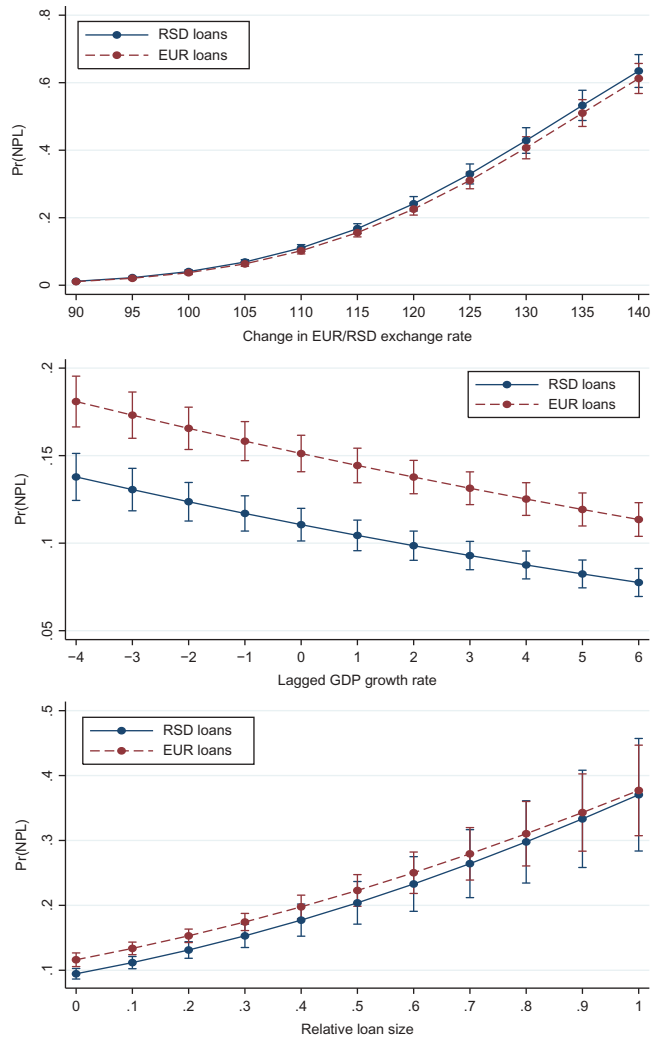 .8
RSD loans
EUR loans
.6
.4
.2
0
Pr(NPL)
90 95 100 105 110 115 120 125 130 135 140
Change in EUR/RSD exchange rate
.2
RSD loans
EUR loans
.15
.1
.05
Pr(NPL)
−4 −3 −2 −1 0 1 2 3 4 5 6
Lagged GDP growth rate
.5
RSD loans
EUR loans
.4
.3
.2
.1
Pr(NPL)
0 .1 .2 .3 .4 .5 .6 .7 .8 .9 1
Relative loan size